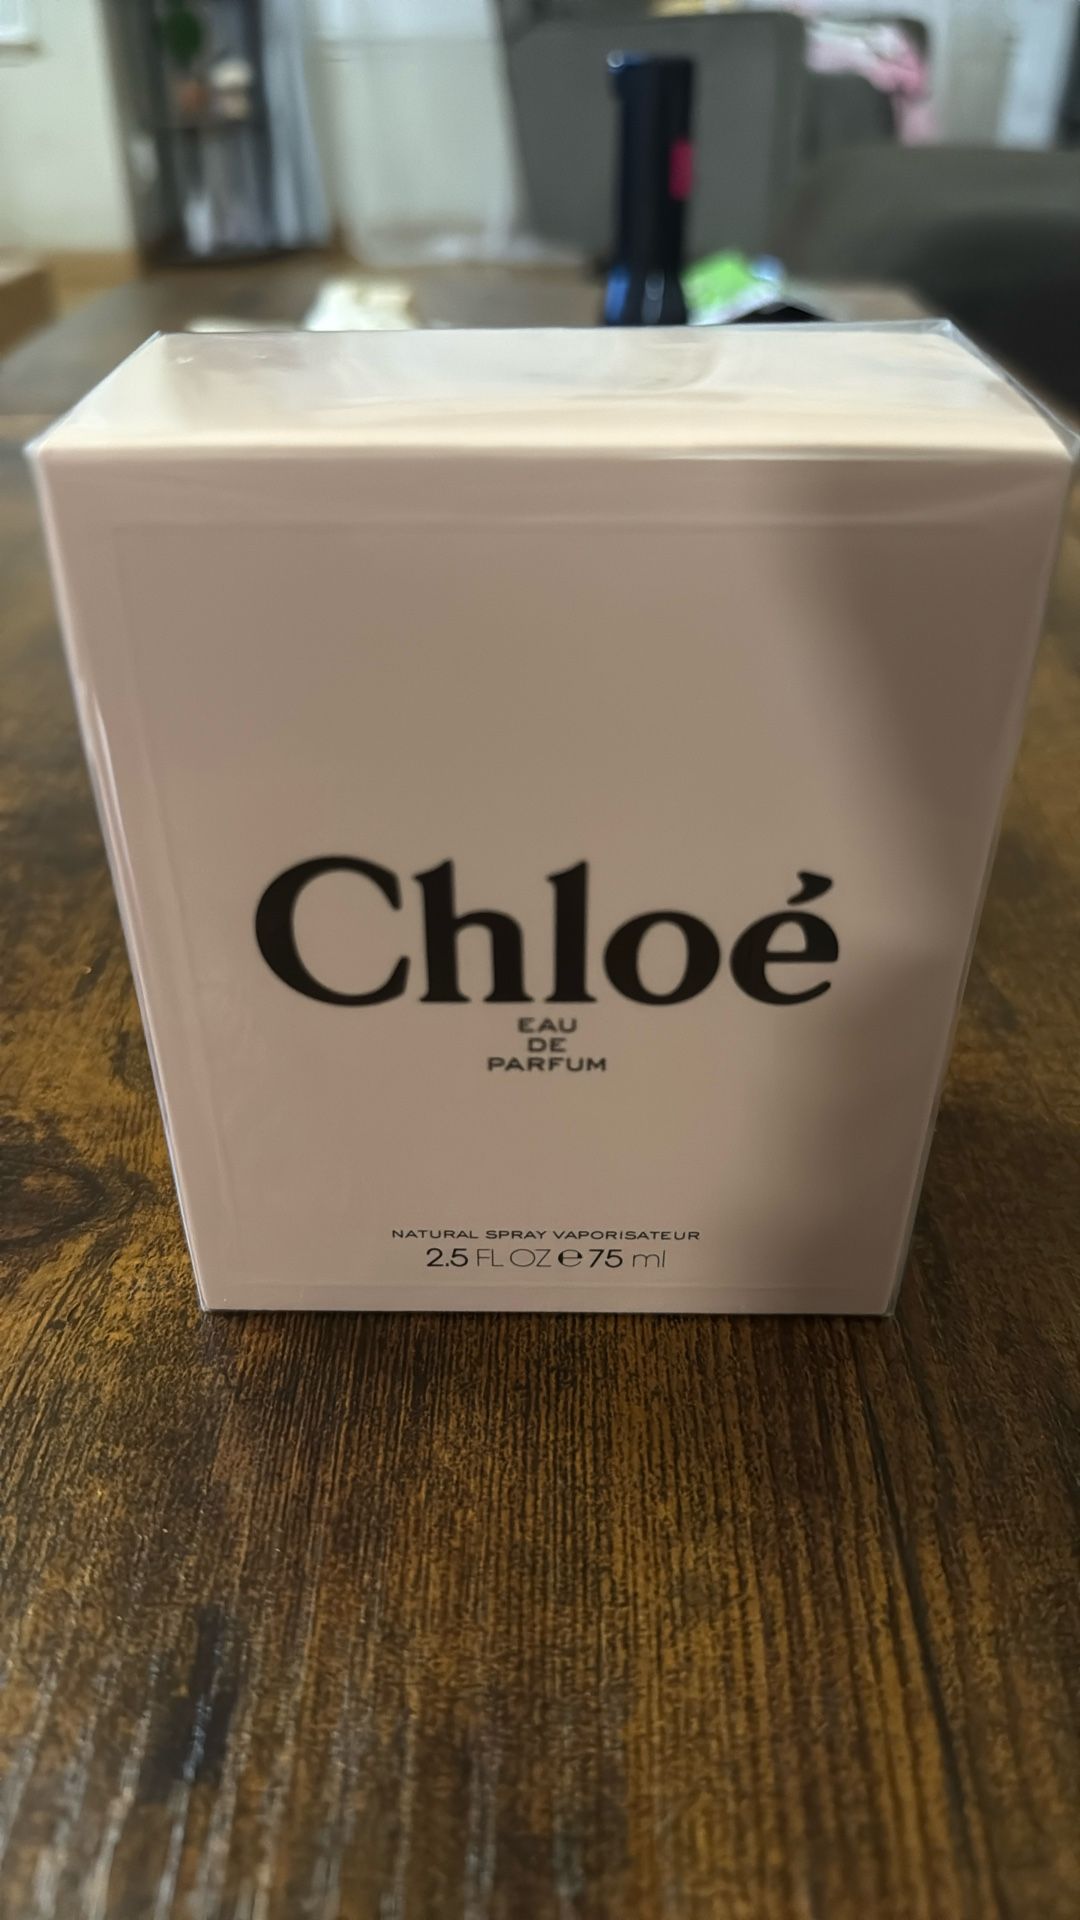 Chloé
EAU
DE
PARFUM
NATURAL SPRAY VAPORISATEUR
2.5 FL OZ ℮ 75 ml